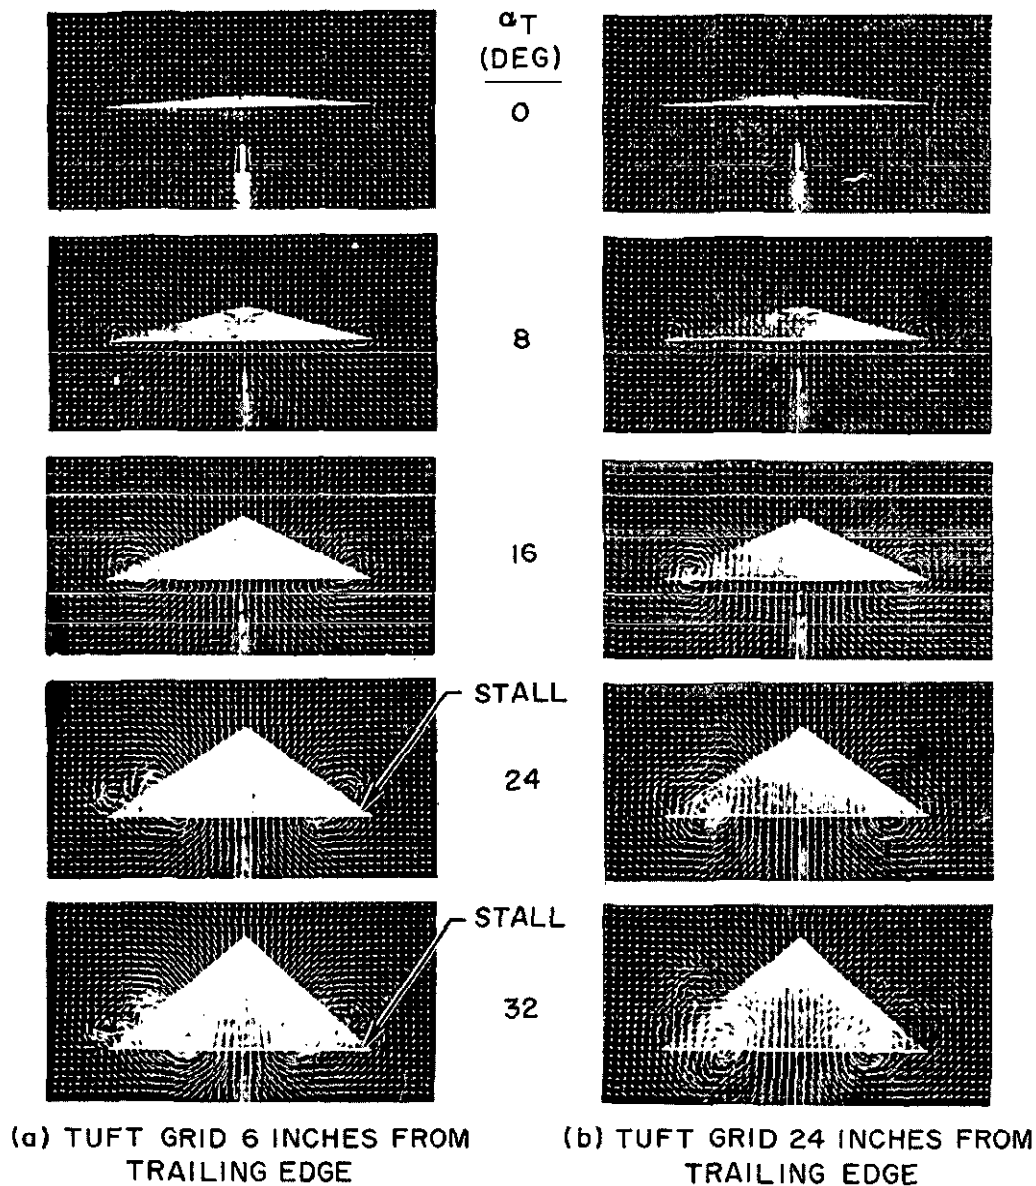 αT
(DEG)
0
8
16
STALL
24
STALL
32
(a) TUFT GRID 6 INCHES FROM
TRAILING EDGE
(b) TUFT GRID 24 INCHES FROM
TRAILING EDGE